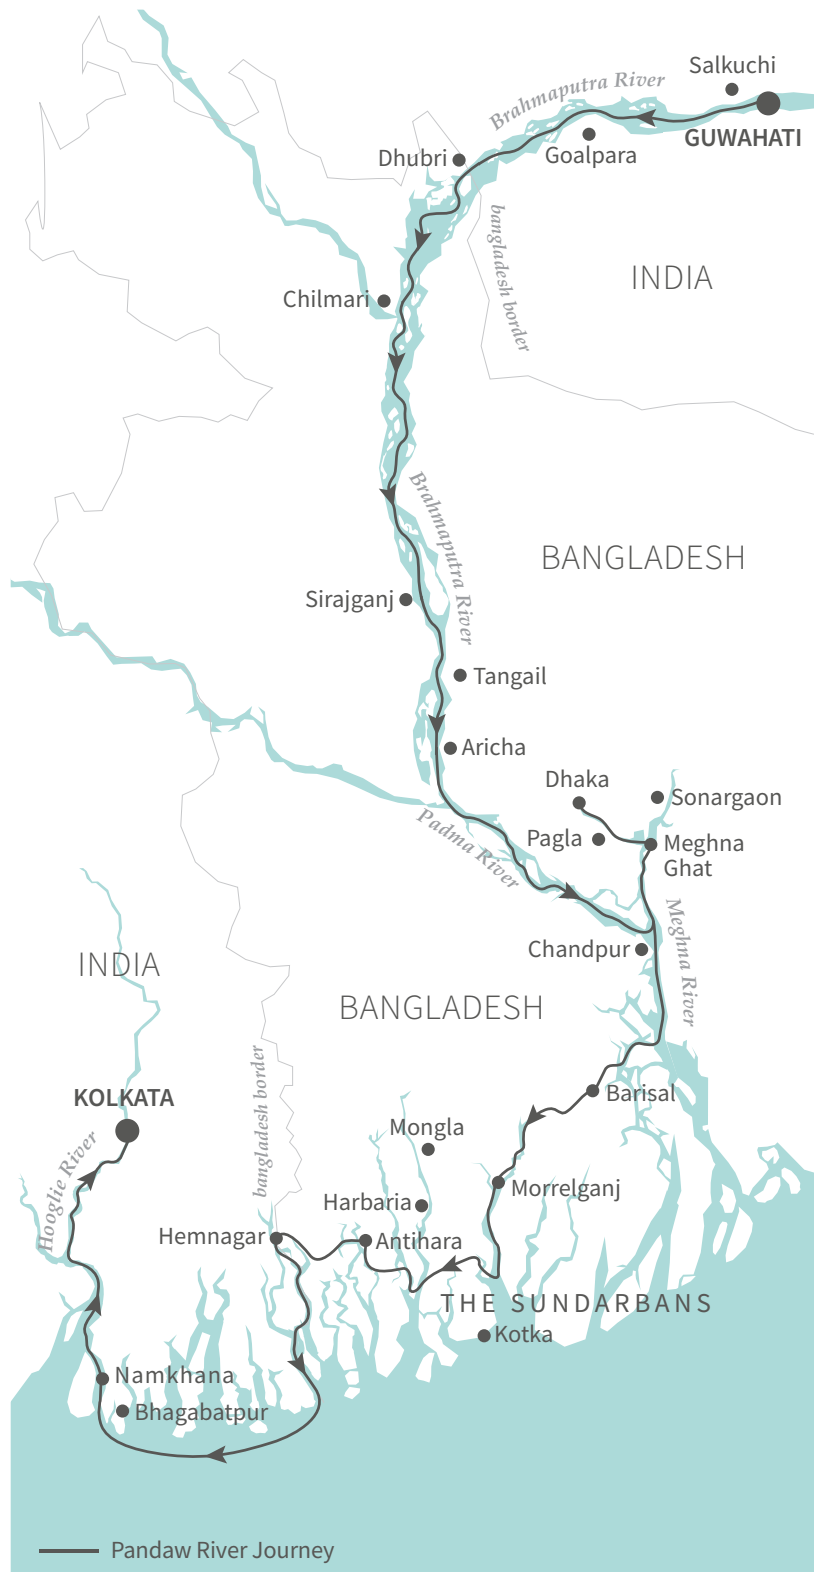 Salkuchi
Brahmaputra River
GUWAHATI
Goalpara
Dhubri
bangladesh border
INDIA
Chilmari
Brahmaputra River
BANGLADESH
Sirajganj
Tangail
Aricha
Dhaka
Sonargaon
Padma River
Pagla
Meghna
Ghat
Meghna River
Chandpur
INDIA
BANGLADESH
bangladesh border
KOLKATA
Barisal
Mongla
Hooglie River
Morrelganj
Harbaria
Hemnagar
Antihara
THE SUNDARBANS
Kotka
Namkhana
Bhagabatpur
Pandaw River Journey